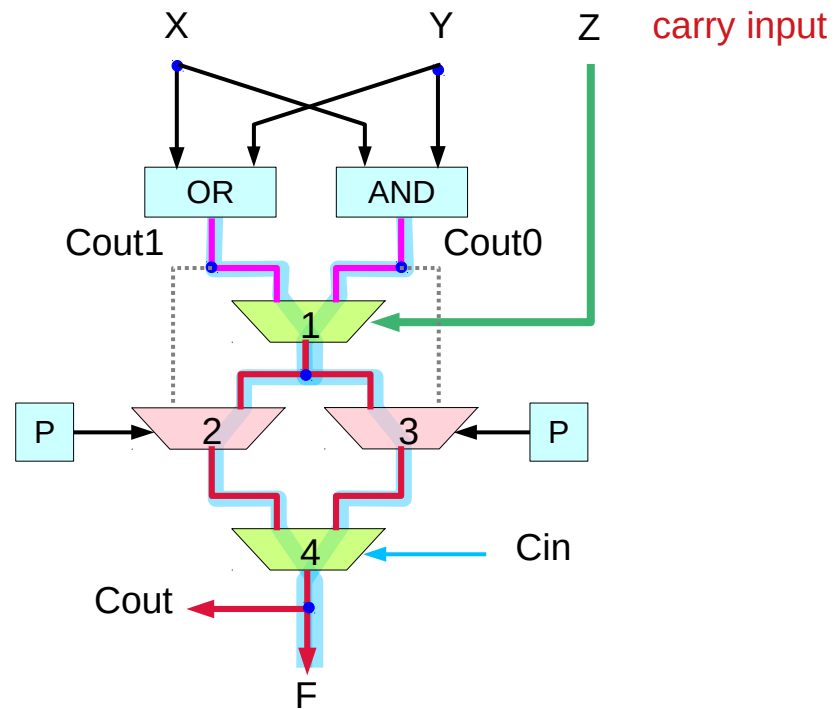 X Y Z carry input
OR AND
Cout1 Cout0
1
P 2 3 P
4 Cin
Cout
F